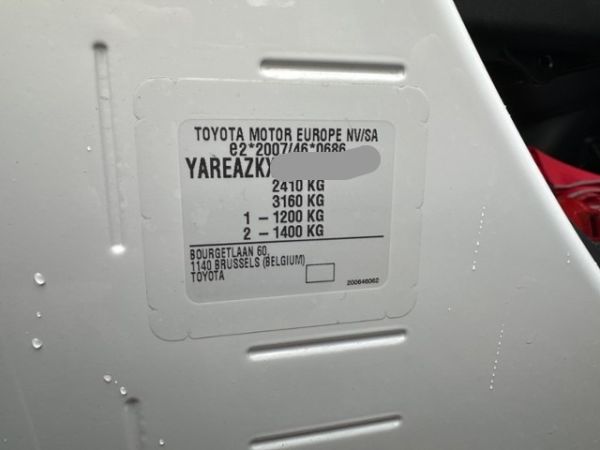 TOYOTA MOTOR EUROPE NV/SA
e2*2007/46*0686
YAREAZKX
2410 KG
3160 KG
1 - 1200 KG
2 - 1400 KG
BOURGETLAAN 60,
1140 BRUSSELS (BELGIUM)
TOYOTA
200646062